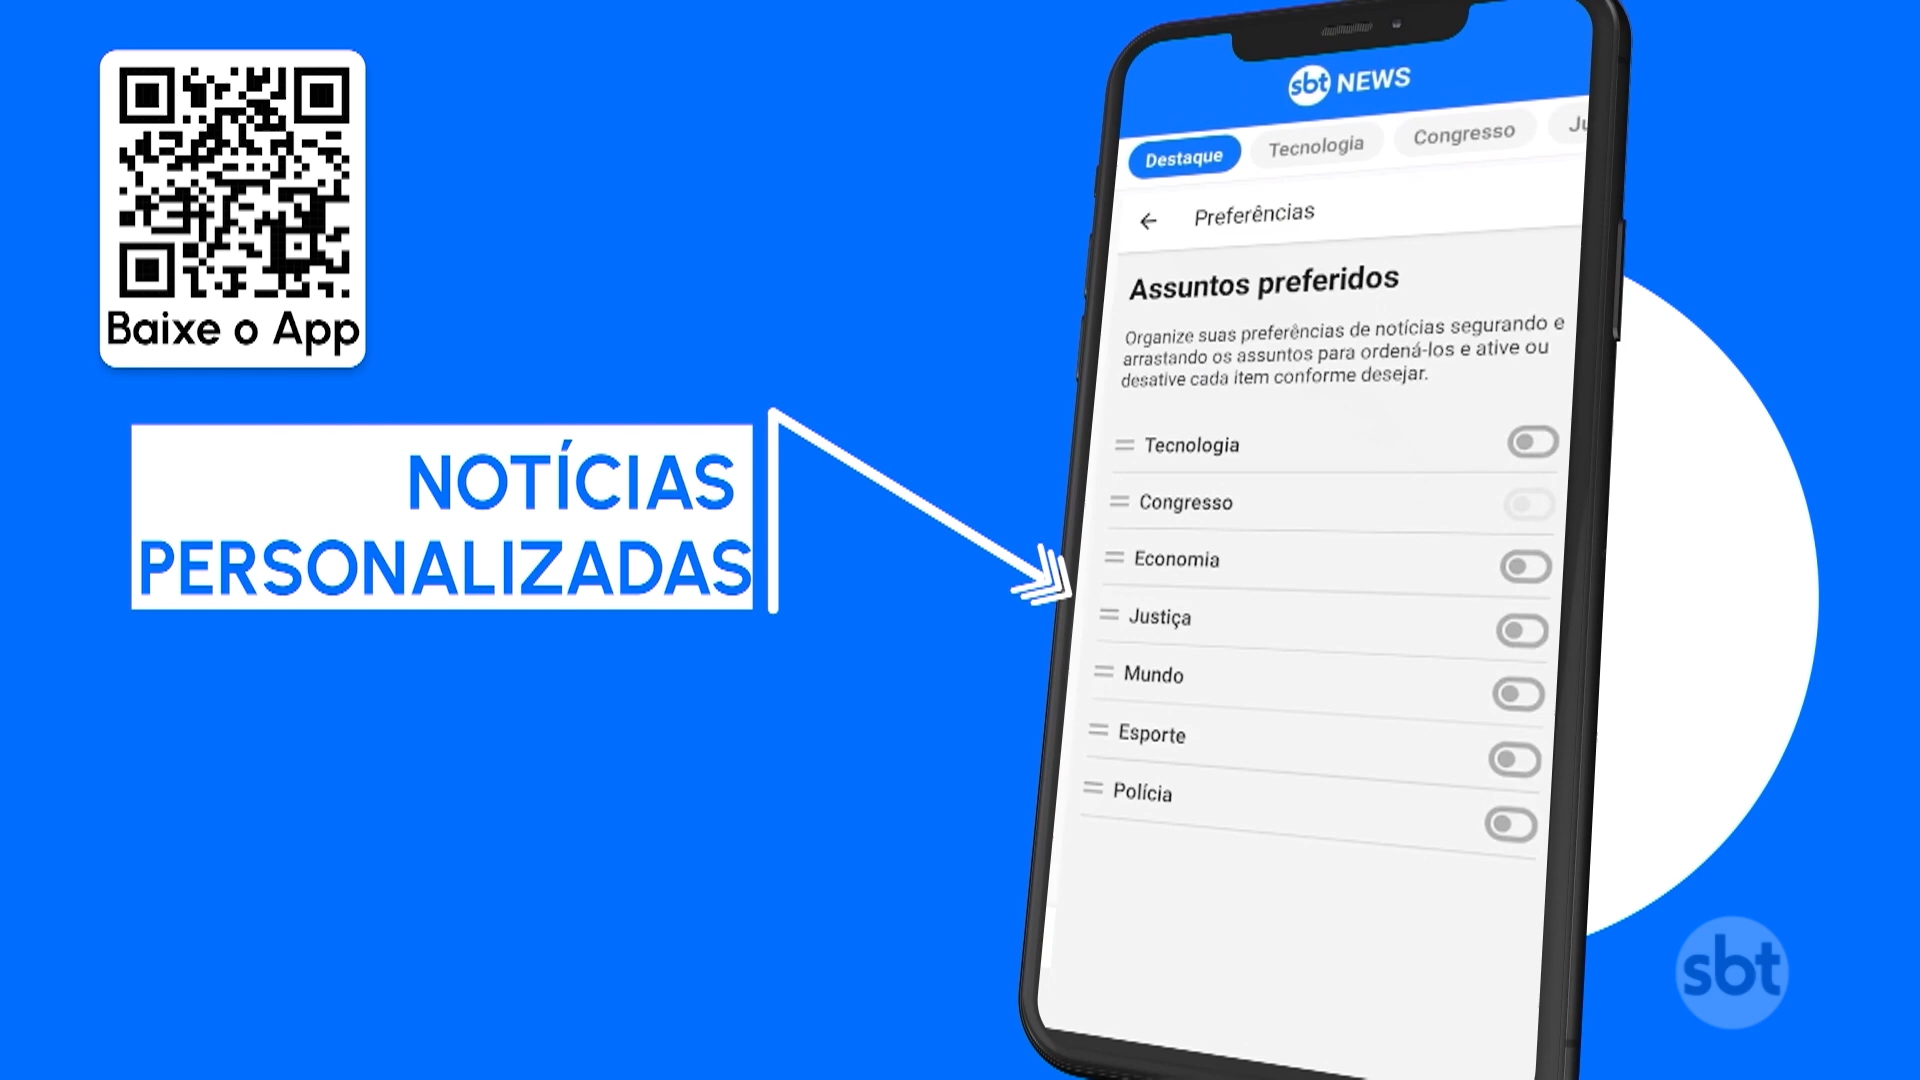 Baixe o App
NOTÍCIAS
PERSONALIZADAS
sbt NEWS
Destaque
Tecnologia
Congresso
Ju
Preferências
Assuntos preferidos
Organize suas preferências de notícias segurando e
arrastando os assuntos para ordená-los e ative ou
desative cada item conforme desejar.
Tecnologia
Congresso
Economia
Justiça
Mundo
Esporte
Polícia
sbt